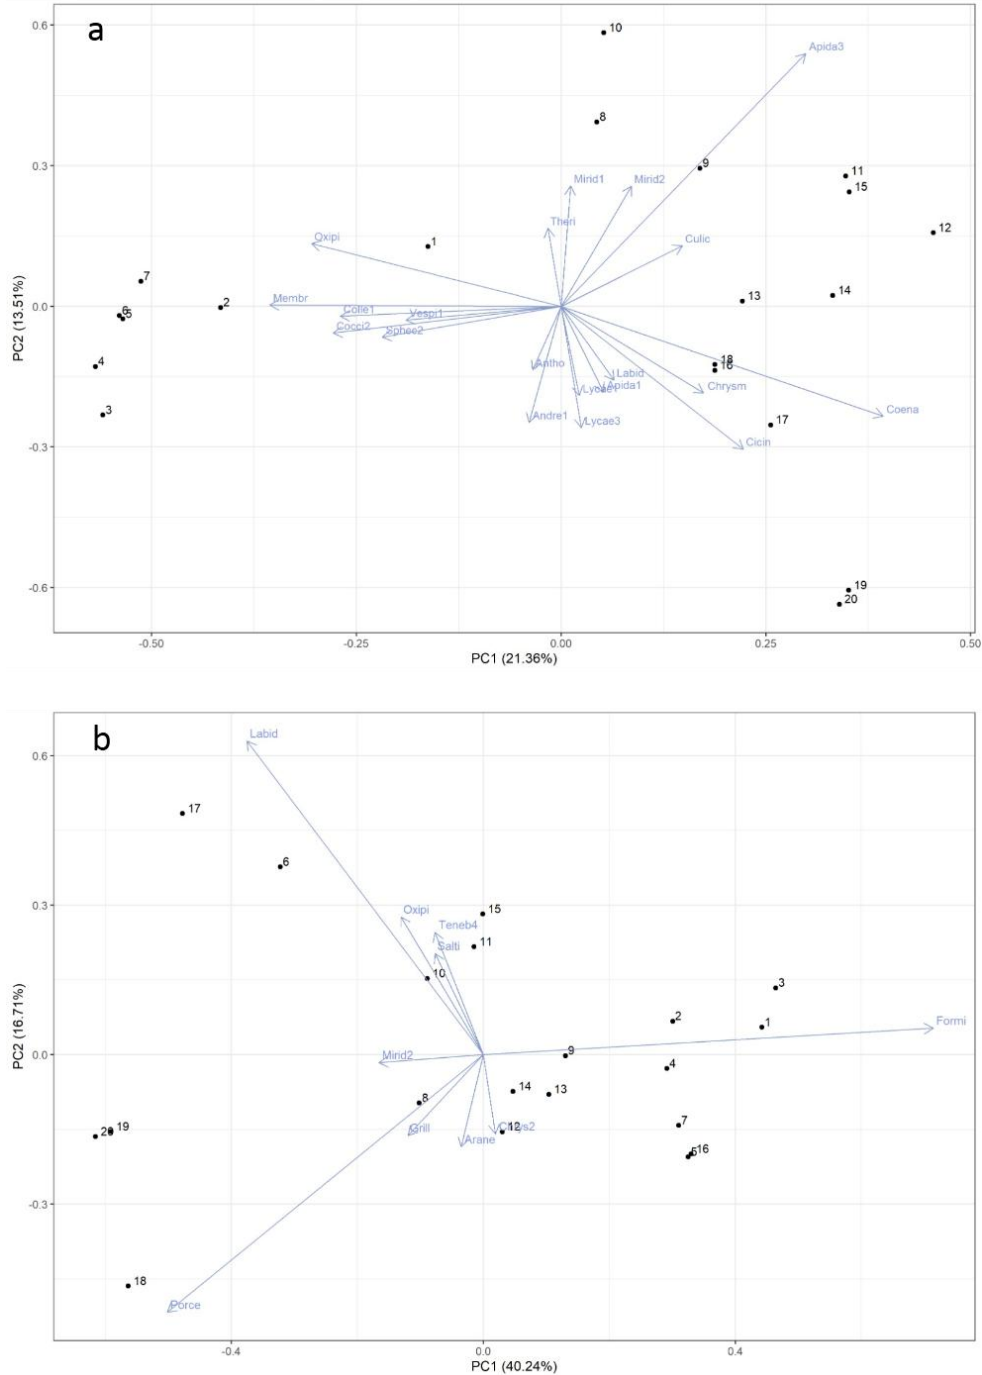 a
0.6
10
Apida3
8
0.3
9
11
Mirid1
Mirid2
15
Theri
12
Oxipi
1
Culic
7
Membr
14
13
0.0
2
Colle1
Vespi1
6
5
Cocci2
Sphec2
18
4
Antho
16
Labid
Lycae1
Apida1
Chrysm
3
Andre1
Lycae3
17
Coena
-0.3
Cicin
-0.6
19
20
-0.50
-0.25
0.00
0.25
0.50
PC1 (21.36%)
PC2 (13.51%)
b
Labid
0.6
17
6
0.3
Oxipi
15
Teneb4
11
Salti
10
3
2
1
Formi
0.0
Mirid2
9
4
14
13
8
7
20
19
Grill
12
Chrys2
Arane
5
16
-0.3
18
Porce
-0.4
0.0
0.4
PC1 (40.24%)
PC2 (16.71%)